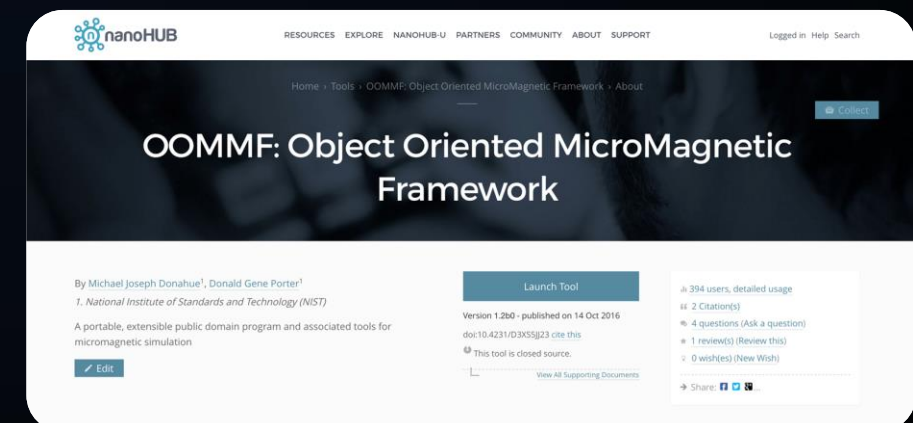 nanoHUB
RESOURCES EXPLORE NANOHUB-U PARTNERS COMMUNITY ABOUT SUPPORT
Logged in Help Search
Home › Tools › OOMMF: Object Oriented MicroMagnetic Framework › About
Collect
OOMMF: Object Oriented MicroMagnetic
Framework
By Michael Joseph Donahue1, Donald Gene Porter1
1. National Institute of Standards and Technology (NIST)
A portable, extensible public domain program and associated tools for
micromagnetic simulation
Edit
Launch Tool
Version 1.2b0 - published on 14 Oct 2016
doi:10.4231/D3XS5JJ23 cite this
This tool is closed source.
View All Supporting Documents
394 users, detailed usage
2 Citation(s)
4 questions (Ask a question)
1 review(s) (Review this)
0 wish(es) (New Wish)
Share: ...